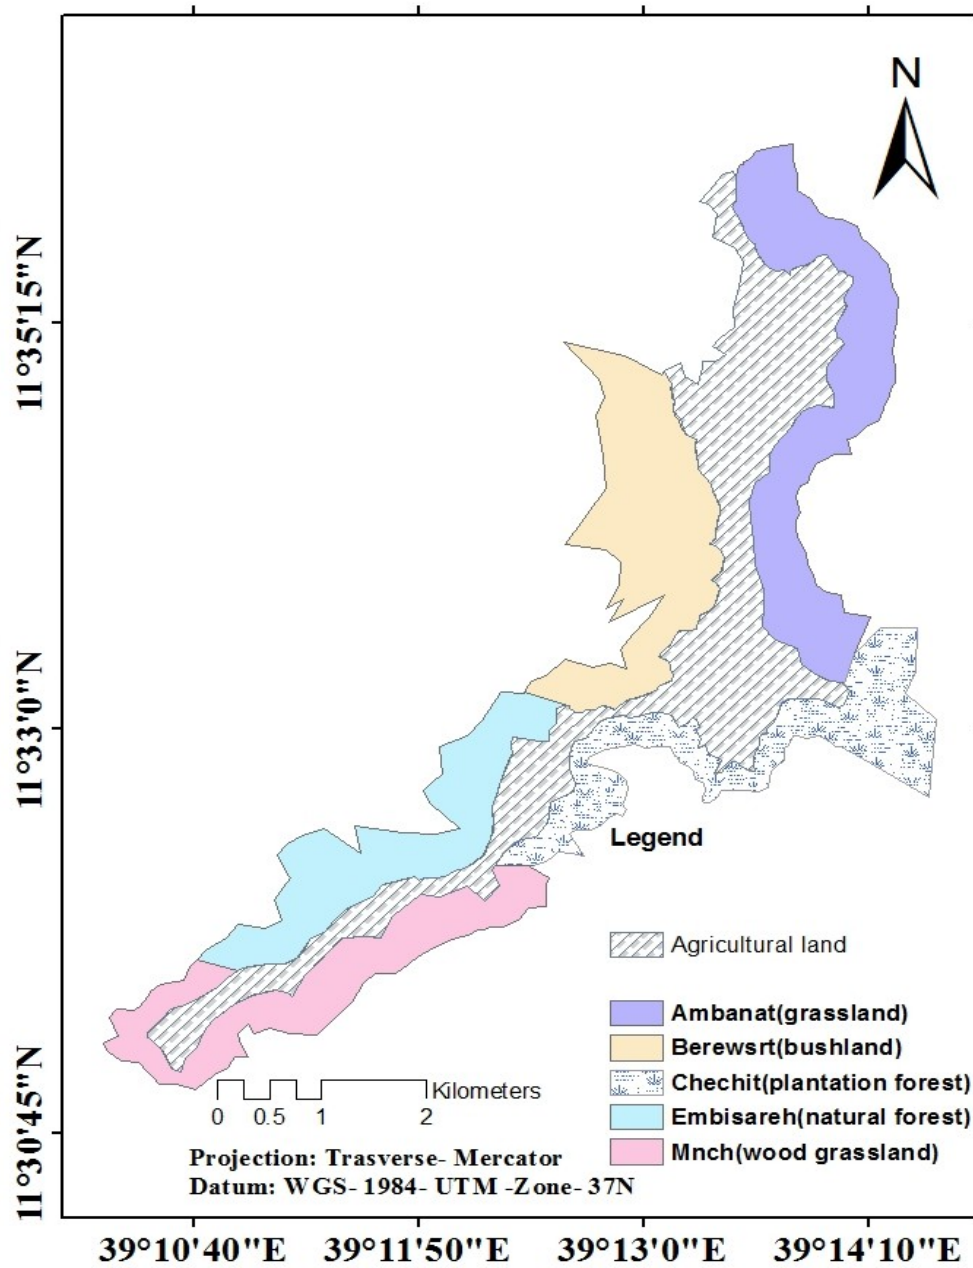 N
11°35'15"N
11°33'0"N
11°30'45"N
Legend
Agricultural land
Ambanat(grassland)
Berewsrt(bushland)
Chechit(plantation forest)
Embisareh(natural forest)
Mnch(wood grassland)
Kilometers
0 0.5 1 2
Projection: Trasverse- Mercator
Datum: WGS- 1984- UTM -Zone- 37N
39°10'40"E 39°11'50"E 39°13'0"E 39°14'10"E